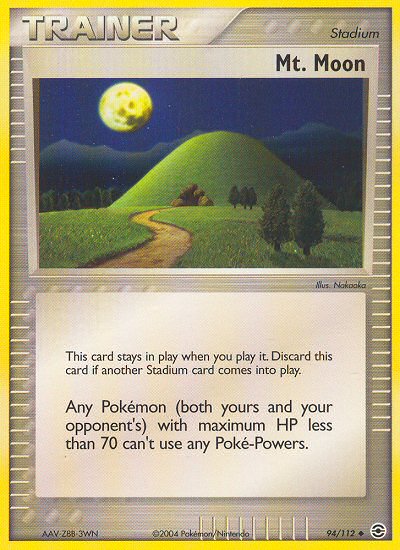 TRAINER
Stadium
Mt. Moon
Illus. Nakaoka
This card stays in play when you play it. Discard this
card if another Stadium card comes into play.
Any Pokémon (both yours and your
opponent's) with maximum HP less
than 70 can't use any Poké-Powers.
AAV-ZBB-3WN
©2004 Pokémon/Nintendo
94/112 ◆